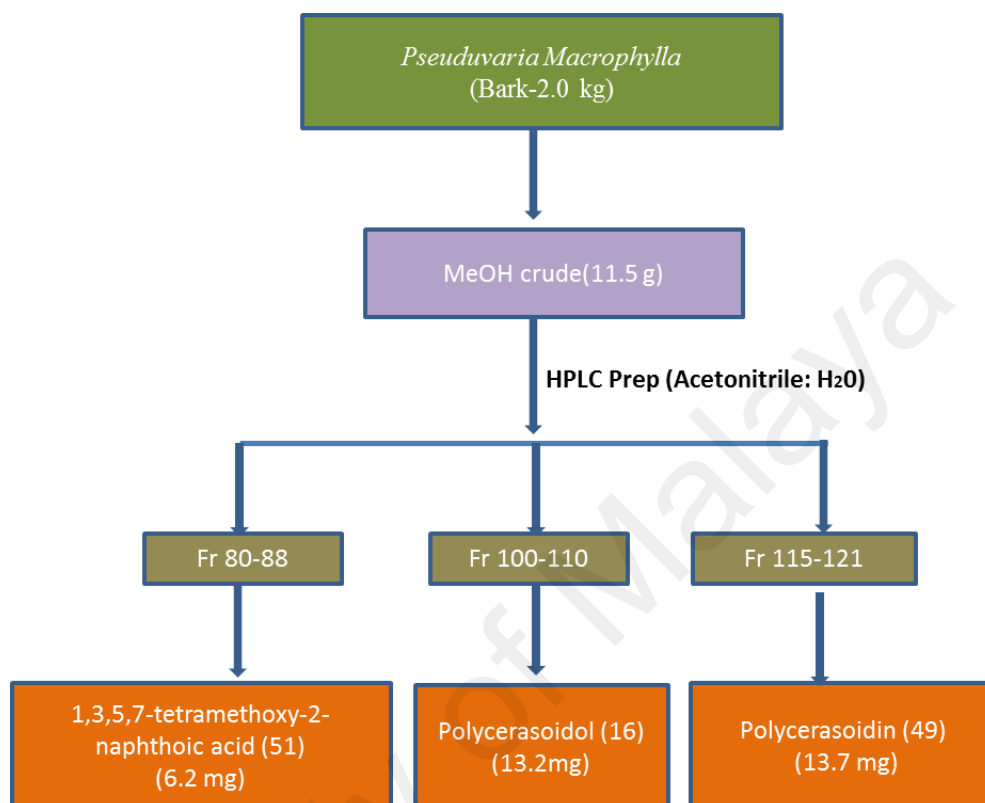 Pseuduvaria Macrophylla
(Bark-2.0 kg)
MeOH crude(11.5 g)
HPLC Prep (Acetonitrile: H₂0)
Fr 80-88
Fr 100-110
Fr 115-121
1,3,5,7-tetramethoxy-2-
naphthoic acid (51)
(6.2 mg)
Polycerasoidol (16)
(13.2mg)
Polycerasoidin (49)
(13.7 mg)
of Malaya